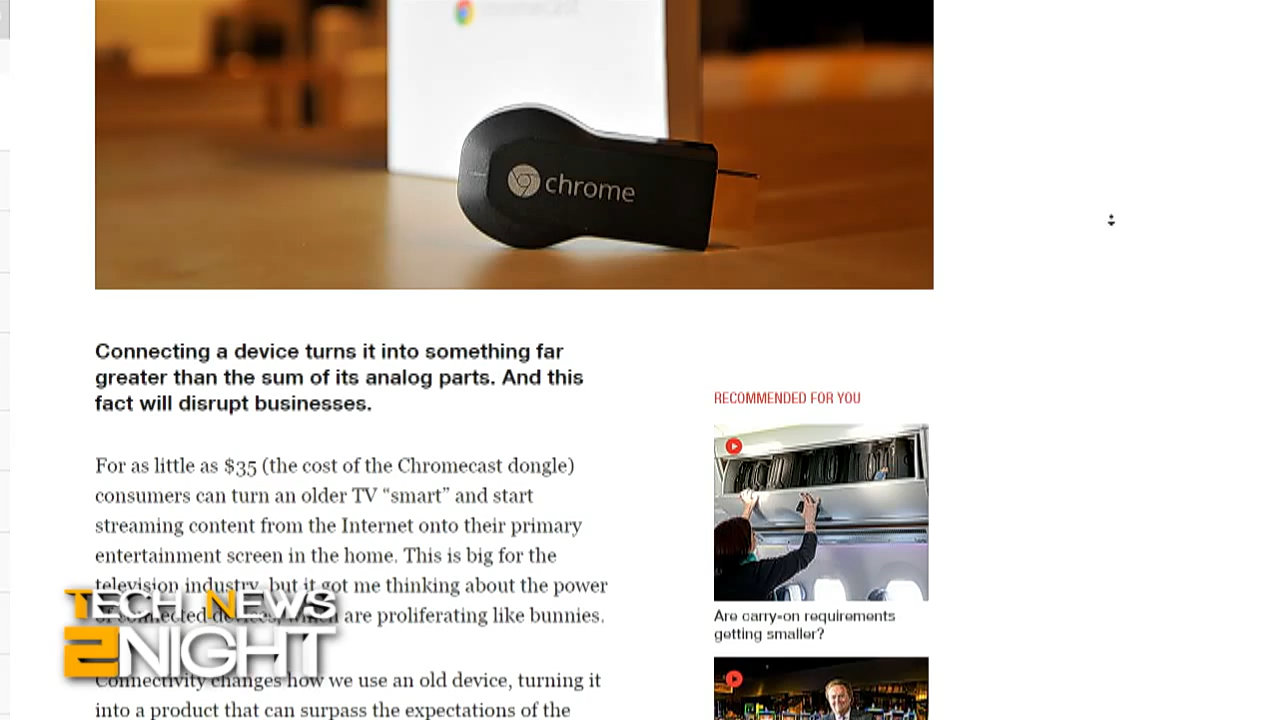 chrome
Connecting a device turns it into something far
greater than the sum of its analog parts. And this
fact will disrupt businesses.
For as little as $35 (the cost of the Chromecast dongle)
consumers can turn an older TV “smart” and start
streaming content from the Internet onto their primary
entertainment screen in the home. This is big for the
television industry, but it got me thinking about the power
of connected devices, which are proliferating like bunnies.
Connectivity changes how we use an old device, turning it
into a product that can surpass the expectations of the
RECOMMENDED FOR YOU
Are carry-on requirements
getting smaller?
TECH NEWS
2NIGHT